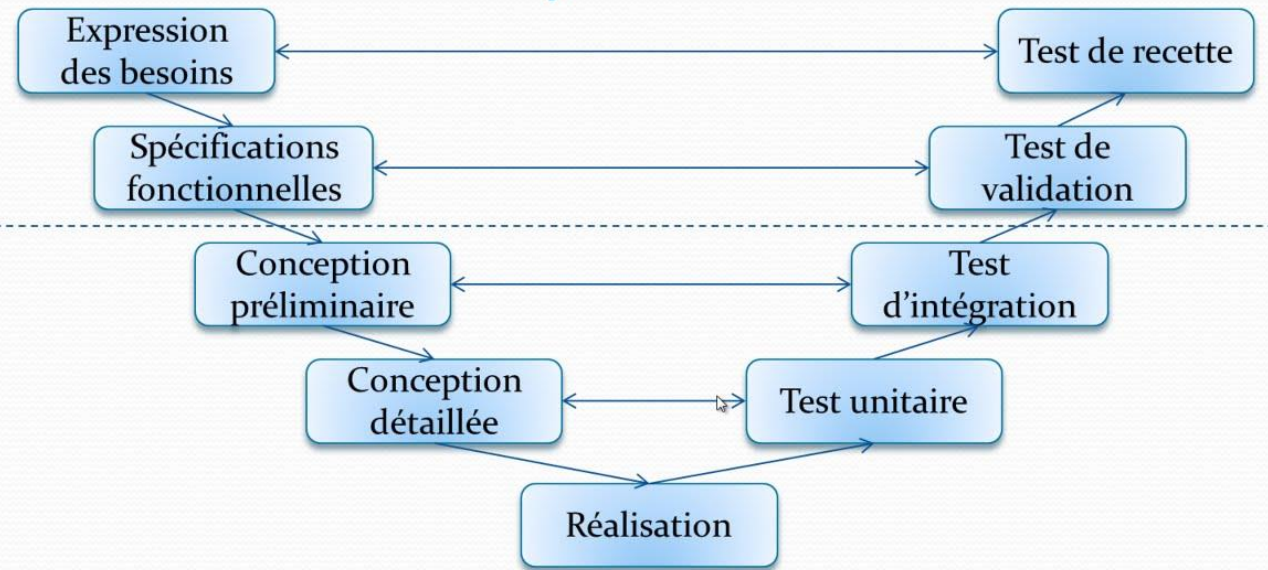 Expression
des besoins
Test de recette
Spécifications
fonctionnelles
Test de
validation
Conception
préliminaire
Test
d'intégration
Conception
détaillée
Test unitaire
Réalisation